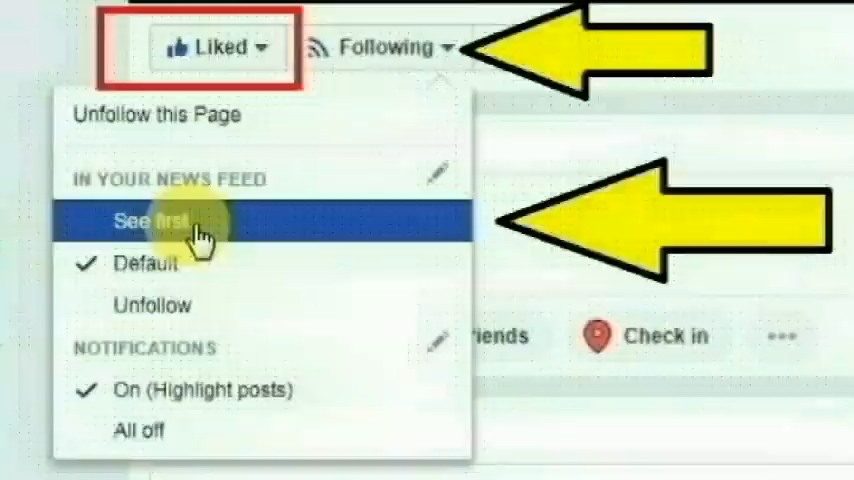 Liked Following
Unfollow this Page
IN YOUR NEWS FEED
See first
Default
Unfollow
riends Check in
NOTIFICATIONS
On (Highlight posts)
All off